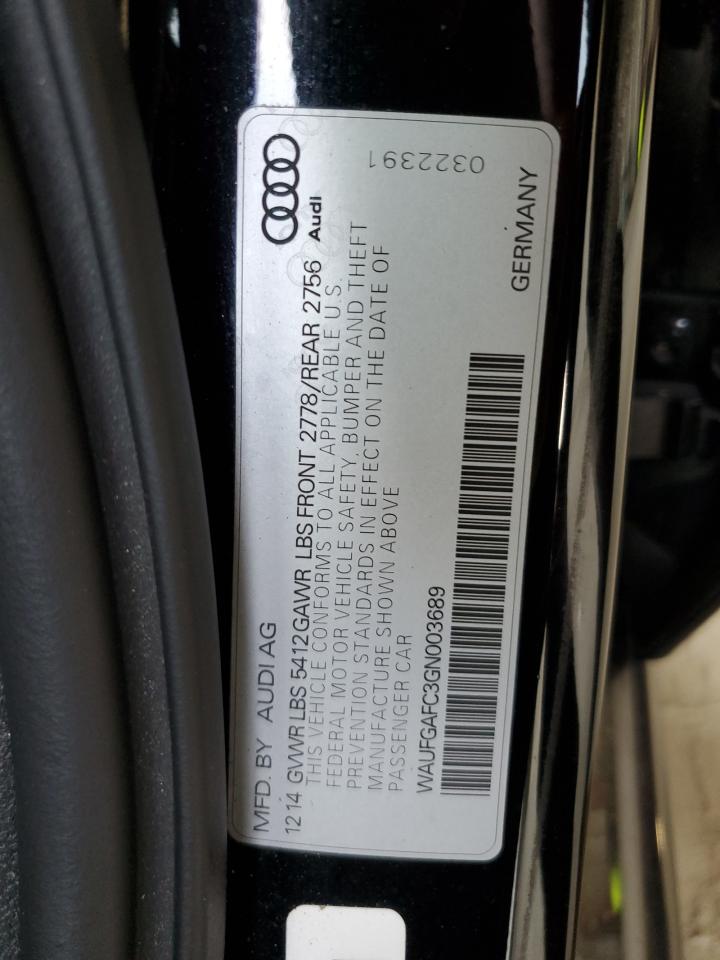 MFD. BY AUDI AG
12 14 GVWR LBS 5412 GAWR LBS FRONT 2778/REAR 2756
THIS VEHICLE CONFORMS TO ALL APPLICABLE U.S.
FEDERAL MOTOR VEHICLE SAFETY, BUMPER AND THEFT
PREVENTION STANDARDS IN EFFECT ON THE DATE OF
MANUFACTURE SHOWN ABOVE
PASSENGER CAR
WAUFGAFC3GN003689
Audi
0322391
GERMANY